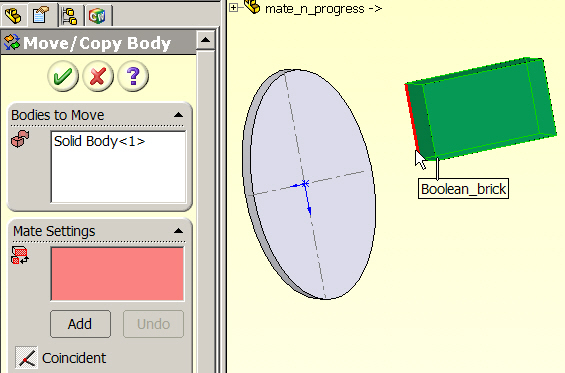 mate_n_progress ->
Move/Copy Body
?
Bodies to Move
Solid Body<1>
Boolean_brick
Mate Settings
Add
Undo
Coincident